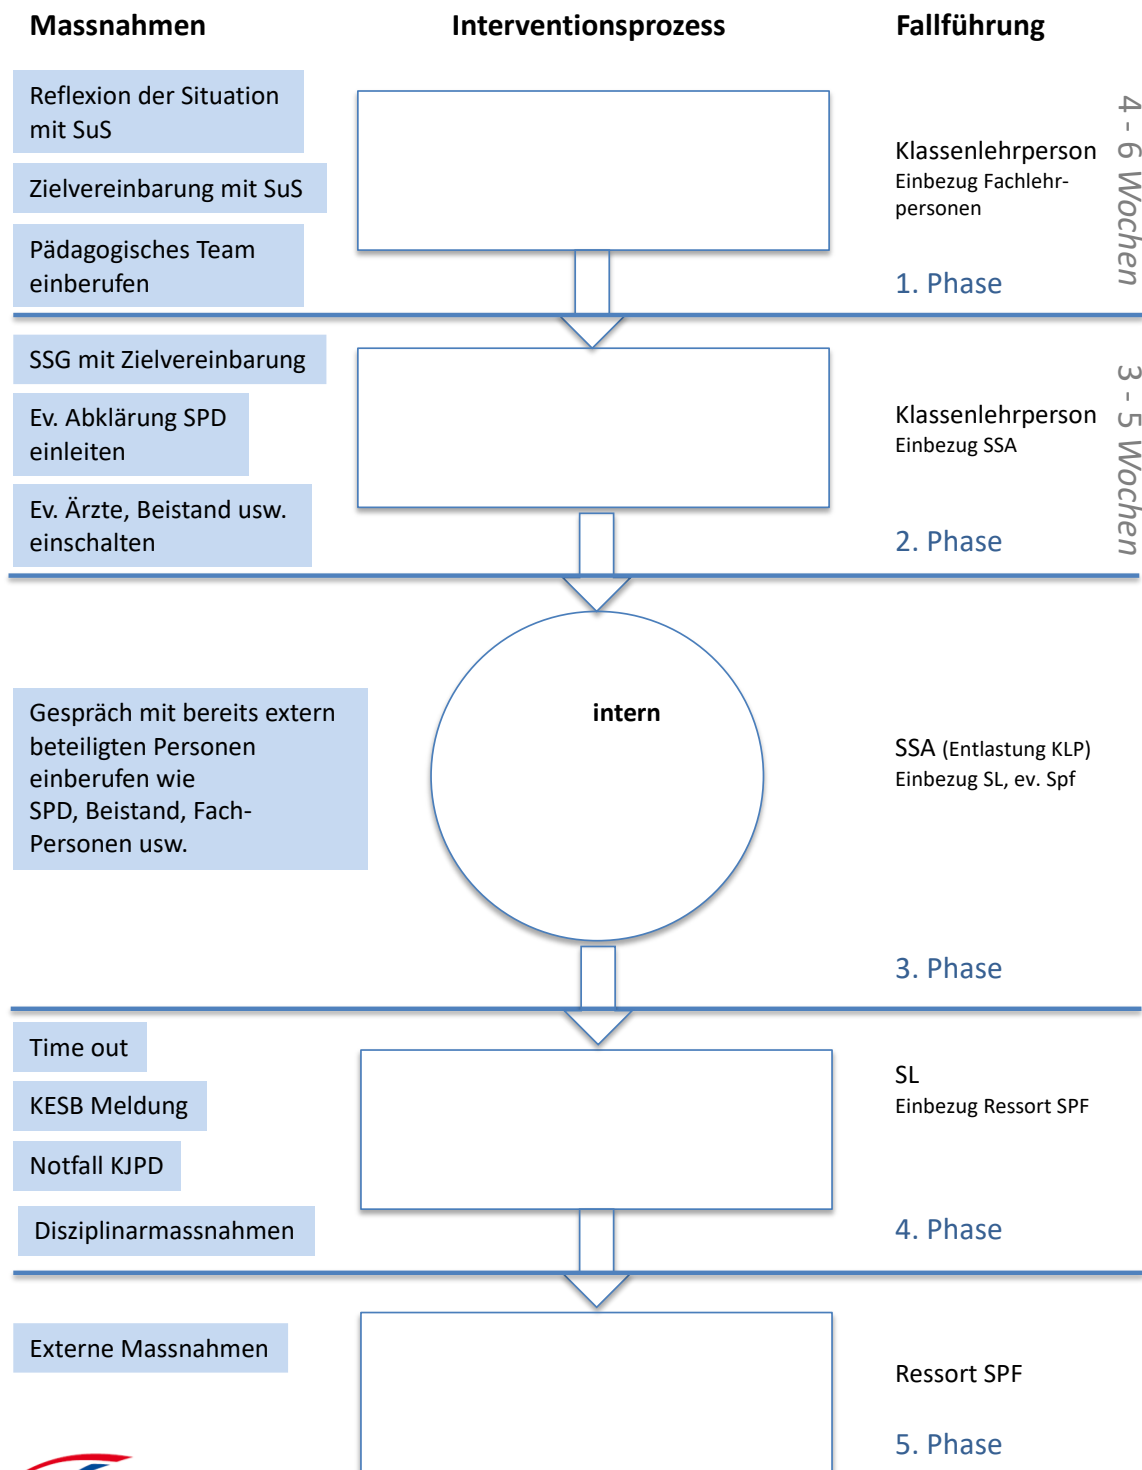 Massnahmen
Interventionsprozess
Fallführung
Reflexion der Situation
mit SuS
Zielvereinbarung mit SuS
Pädagogisches Team
einberufen
Klassenlehrperson
Einbezug Fachlehr-
personen
1. Phase
4 - 6 Wochen
SSG mit Zielvereinbarung
Ev. Abklärung SPD
einleiten
Ev. Ärzte, Beistand usw.
einschalten
Klassenlehrperson
Einbezug SSA
2. Phase
3 - 5 Wochen
Gespräch mit bereits extern
beteiligten Personen
einberufen wie
SPD, Beistand, Fach-
Personen usw.
intern
SSA (Entlastung KLP)
Einbezug SL, ev. Spf
3. Phase
Time out
KESB Meldung
Notfall KJPD
Disziplinarmassnahmen
SL
Einbezug Ressort SPF
4. Phase
Externe Massnahmen
Ressort SPF
5. Phase